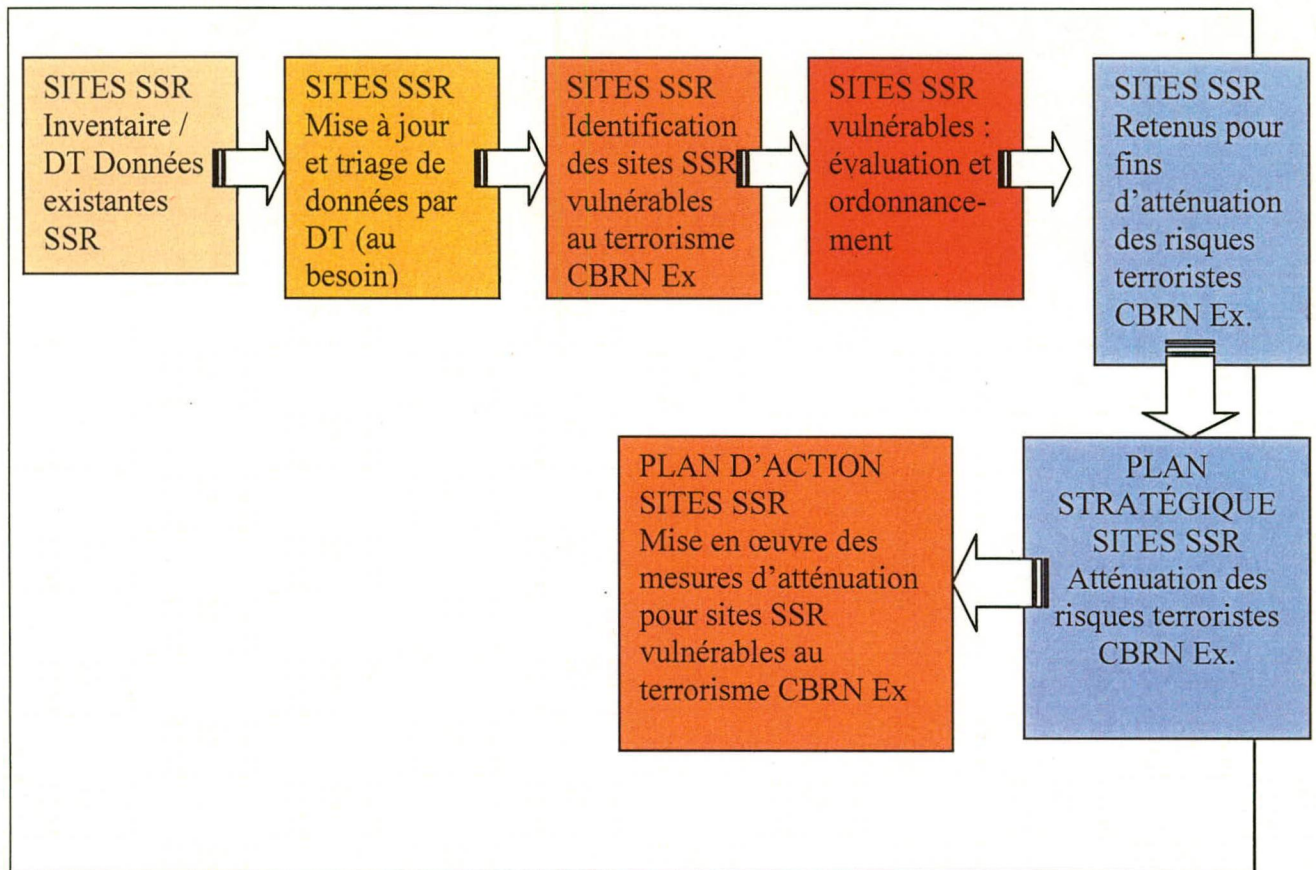 SITES SSR
Inventaire /
DT Données
existantes
SSR
SITES SSR
Mise à jour
et triage de
données par
DT (au
besoin)
SITES SSR
Identification
des sites SSR
vulnérables
au terrorisme
CBRN Ex
SITES SSR
vulnérables :
évaluation et
ordonnance-
ment
SITES SSR
Retenus pour
fins
d'atténuation
des risques
terroristes
CBRN Ex.
PLAN
STRATÉGIQUE
SITES SSR
Atténuation des
risques terroristes
CBRN Ex.
PLAN D'ACTION
SITES SSR
Mise en œuvre des
mesures d'atténuation
pour sites SSR
vulnérables au
terrorisme CBRN Ex